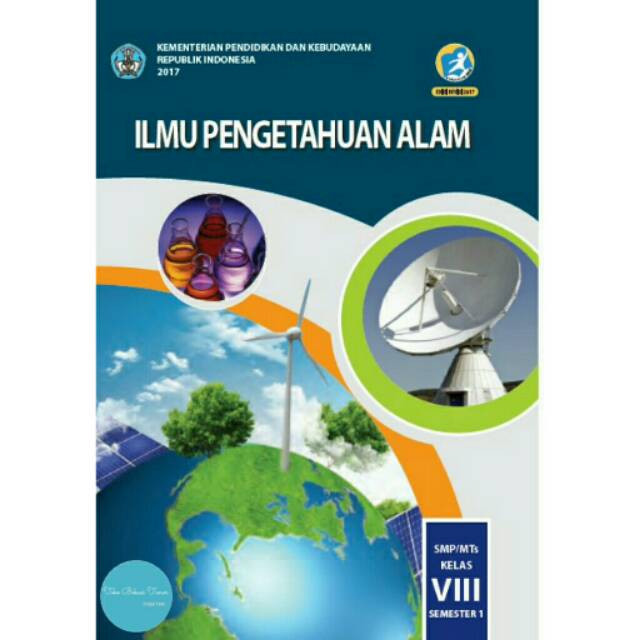 KEMENTERIAN PENDIDIKAN DAN KEBUDAYAAN
REPUBLIK INDONESIA
2017
ILMU PENGETAHUAN ALAM
SMP/MTs
KELAS
VIII
SEMESTER 1